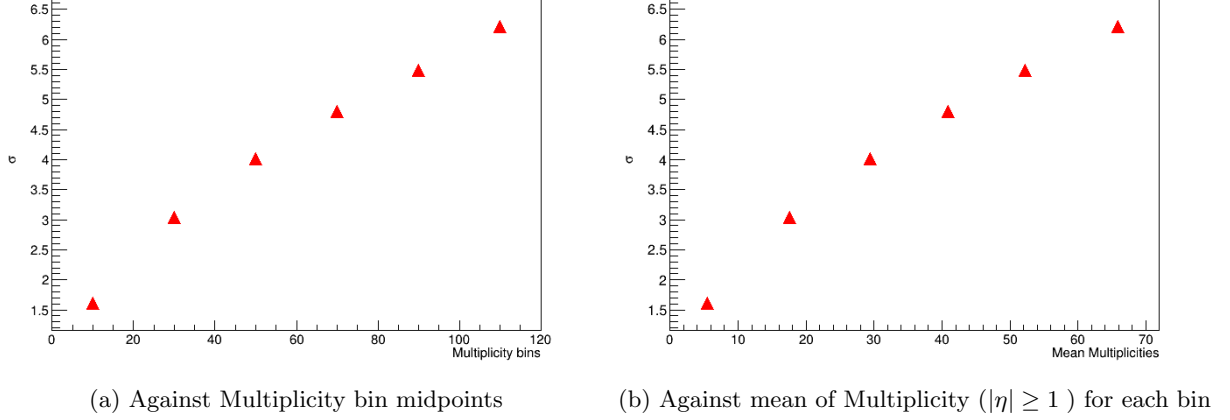 6.5
6
5.5
5
4.5
4
3.5
3
2.5
2
1.5
σ
0 20 40 60 80 100 120
Multiplicity bins
(a) Against Multiplicity bin midpoints
6.5
6
5.5
5
4.5
4
3.5
3
2.5
2
1.5
σ
0 10 20 30 40 50 60 70
Mean Multiplicities
(b) Against mean of Multiplicity (|η| ≥ 1 ) for each bin